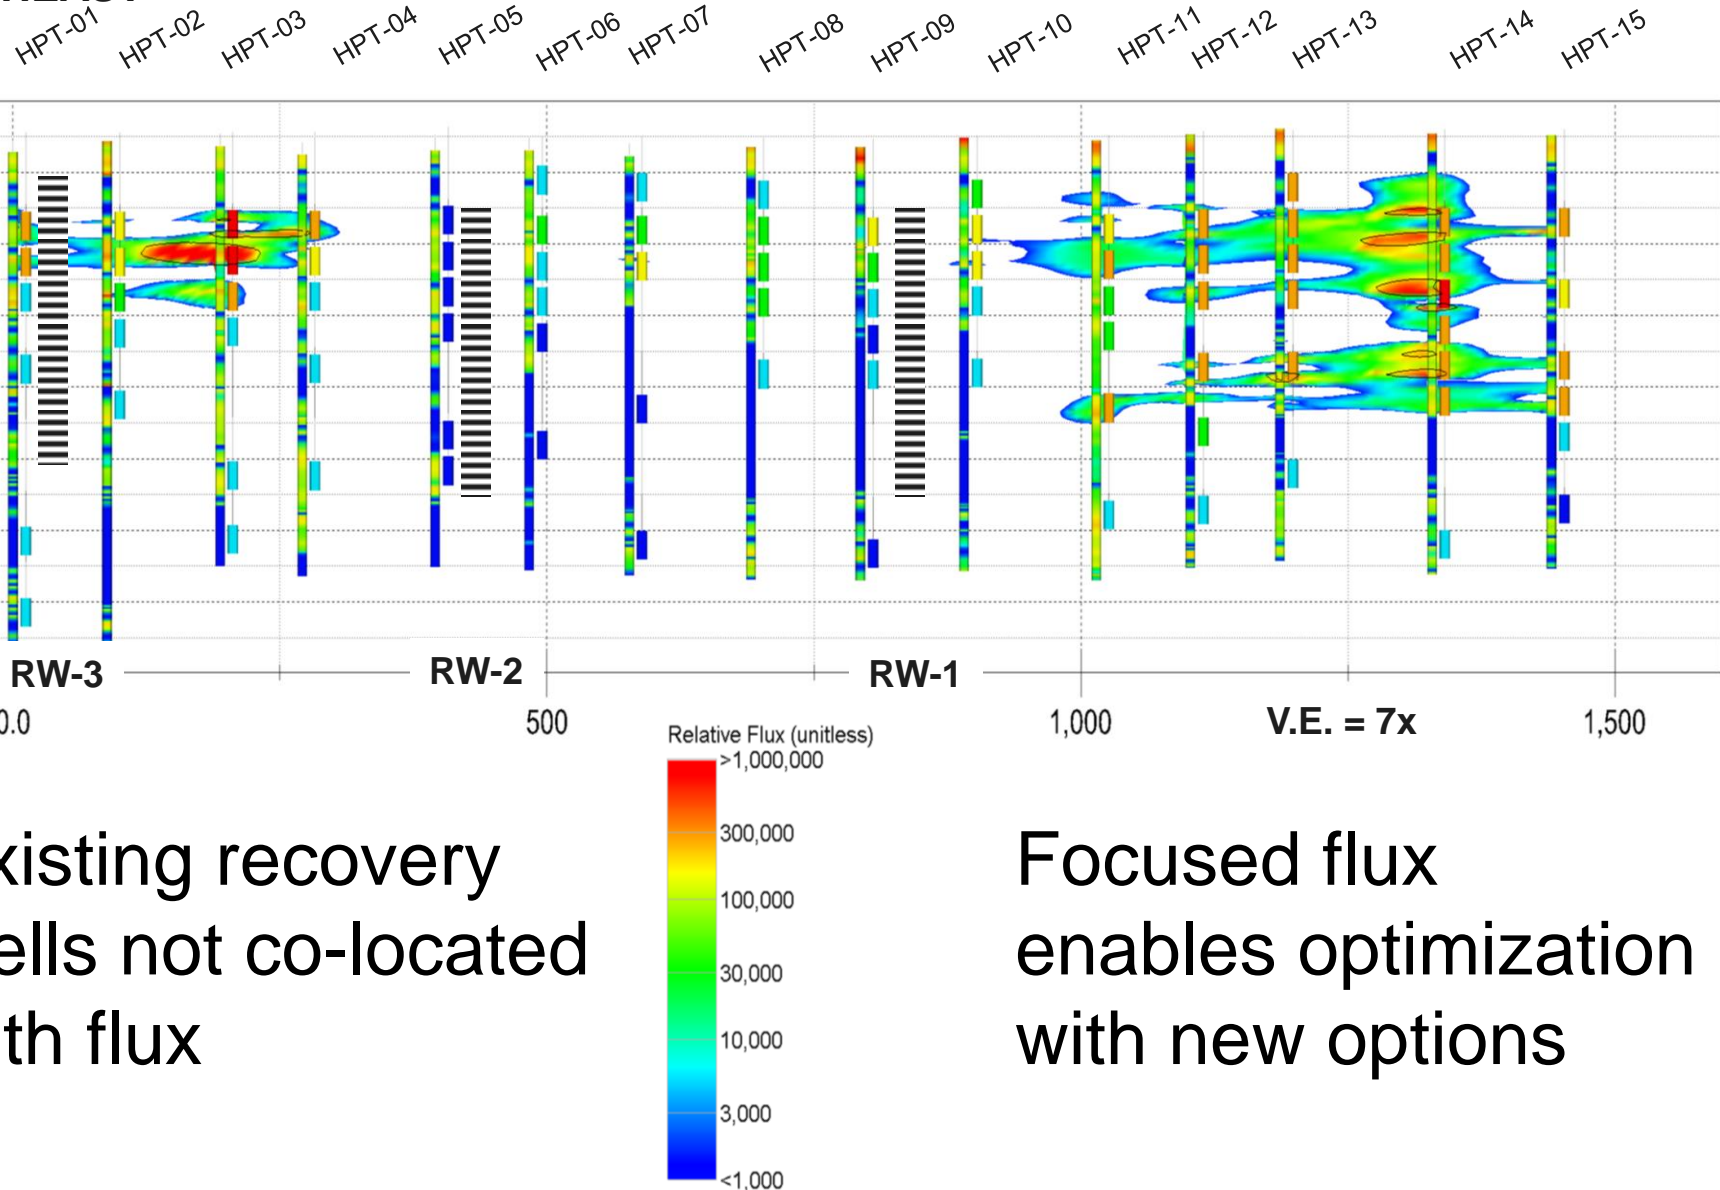 HPT-01 HPT-02 HPT-03 HPT-04 HPT-05 HPT-06 HPT-07 HPT-08 HPT-09 HPT-10 HPT-11 HPT-12 HPT-13 HPT-14 HPT-15
RW-3 RW-2 RW-1
0.0 500 1,000 V.E. = 7x 1,500
Relative Flux (unitless)
>1,000,000
300,000
100,000
30,000
10,000
3,000
<1,000
xisting recovery
ells not co-located
th flux
Focused flux
enables optimization
with new options